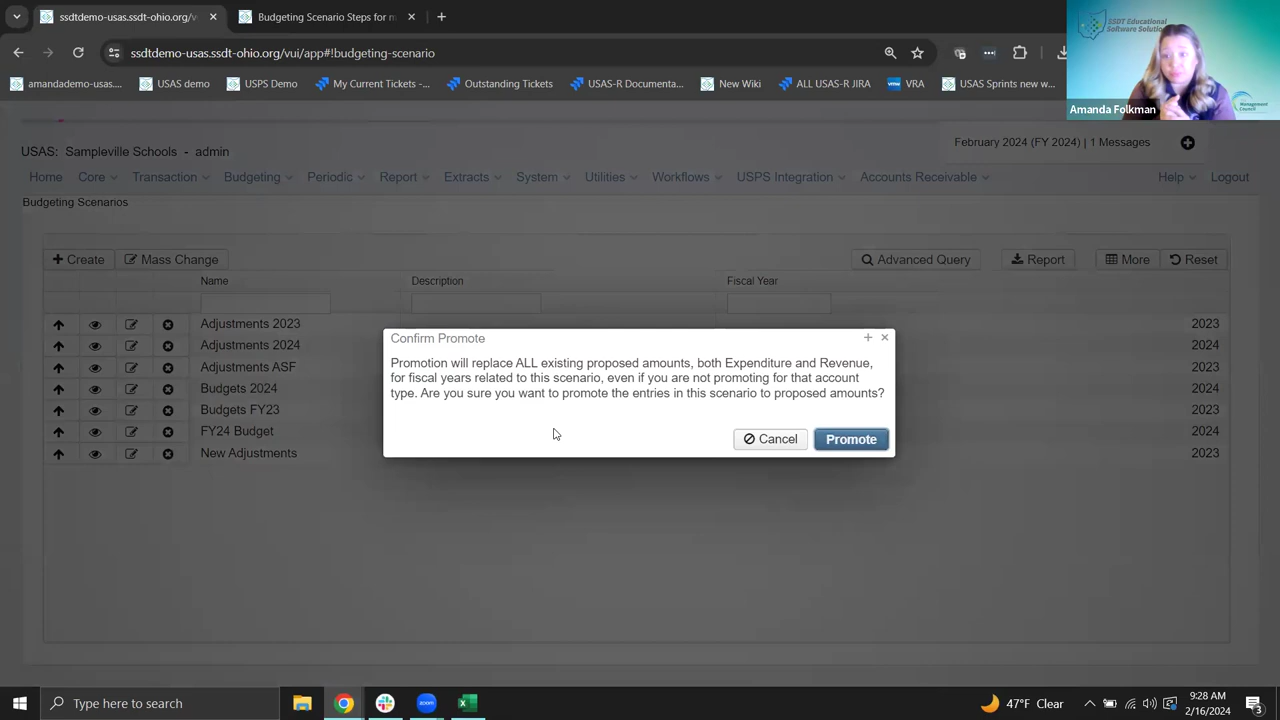 ssdtdemo-usas.ssdt-ohio.org/v
Budgeting Scenario Steps for n
ssdtdemo-usas.ssdt-ohio.org/vui/app#!budgeting-scenario
amandademo-usas.... USAS demo USPS Demo My Current Tickets -... Outstanding Tickets USAS-R Documenta... New Wiki ALL USAS-R JIRA VRA USAS Sprints new w...
SSDT Educational
Software Solutions
Management
Council
Amanda Folkman
USAS: Sampleville Schools - admin
February 2024 (FY 2024) | 1 Messages
Home Core Transaction Budgeting Periodic Report Extracts System Utilities Workflows USPS Integration Accounts Receivable Help Logout
Budgeting Scenarios
Create Mass Change Advanced Query Report More Reset
Name Description Fiscal Year
Adjustments 2023 2023
Adjustments 2024 2024
Adjustments ASF 2023
Budgets 2024 2024
Budgets FY23 2023
FY24 Budget 2024
New Adjustments 2023
Confirm Promote
Promotion will replace ALL existing proposed amounts, both Expenditure and Revenue,
for fiscal years related to this scenario, even if you are not promoting for that account
type. Are you sure you want to promote the entries in this scenario to proposed amounts?
Cancel Promote
Type here to search
zoom
47°F Clear
9:28 AM
2/16/2024
3